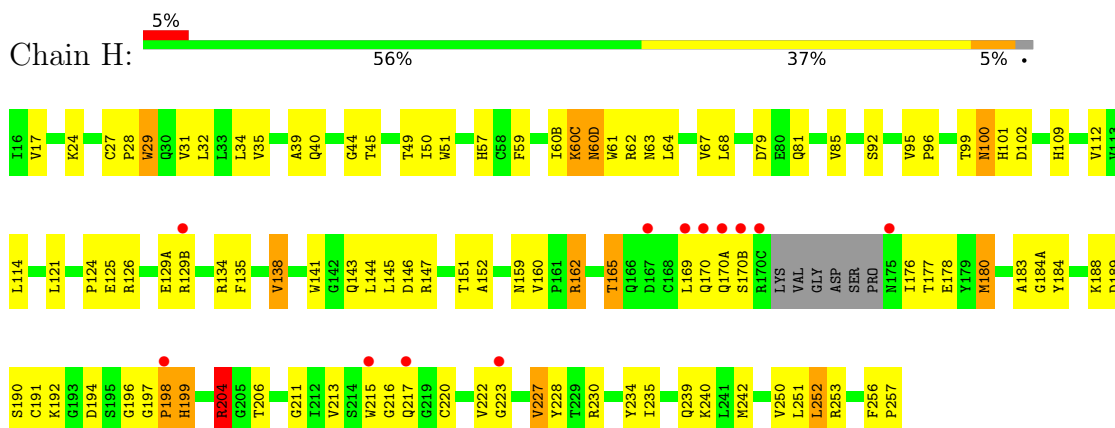 5%
Chain H:
56% 37% 5% •
I16 V17 K24 C27 P28 W29 Q30 V31 L32 L33 L34 V35 A39 Q40 G44 T45 T49 I50 W51 H57 C58 F59 I60B K60C N60D W61 R62 N63 L64 V67 L68 D79 E80 Q81 V85 S92 V95 P96 T99 N100 H101 D102 H109 V112 V113
L114 L121 P124 E125 R126 E129A R129B R134 F135 V138 W141 G142 Q143 L144 L145 D146 R147 T151 A152 N159 V160 P161 R162 T165 Q166 D167 C168 L169 Q170 Q170A S170B R170C LYS VAL GLY ASP SER PRO N175 I176 T177 E178 Y179 M180 A183 G184A Y184 K188 D189
S190 C191 K192 G193 D194 S195 G196 G197 P198 H199 R204 G205 T206 G211 I212 V213 S214 W215 G216 Q217 G219 C220 V222 G223 V227 Y228 T229 R230 Y234 I235 Q239 K240 L241 M242 V250 L251 L252 R253 F256 P257